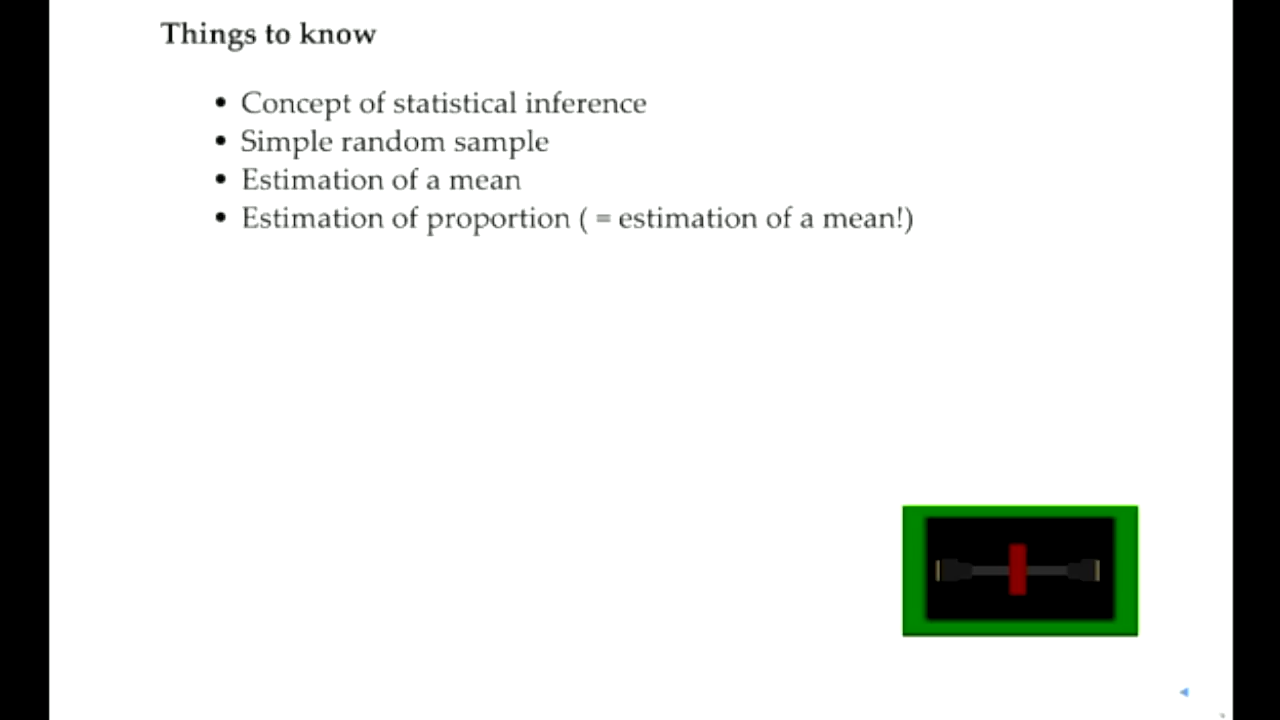 Things to know
• Concept of statistical inference
• Simple random sample
• Estimation of a mean
• Estimation of proportion ( = estimation of a mean!)